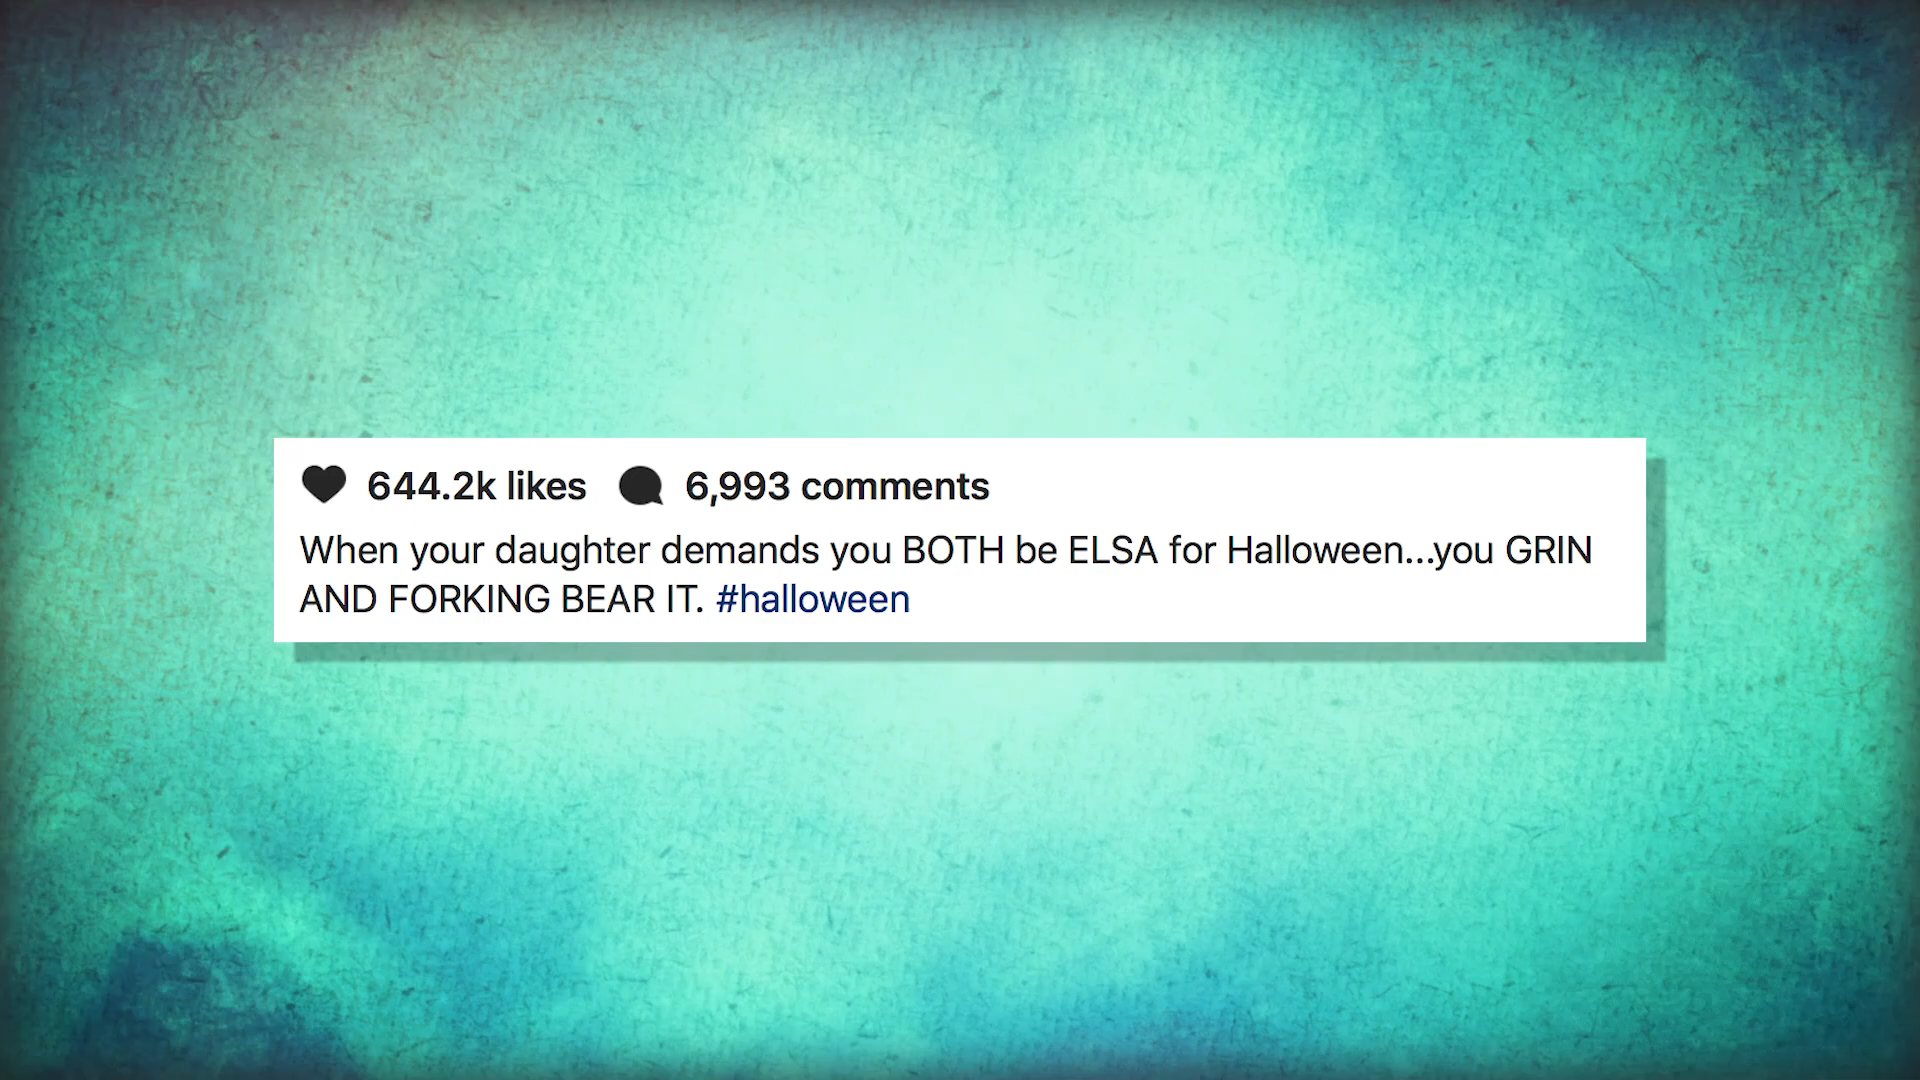 644.2k likes 6,993 comments
When your daughter demands you BOTH be ELSA for Halloween...you GRIN
AND FORKING BEAR IT. #halloween